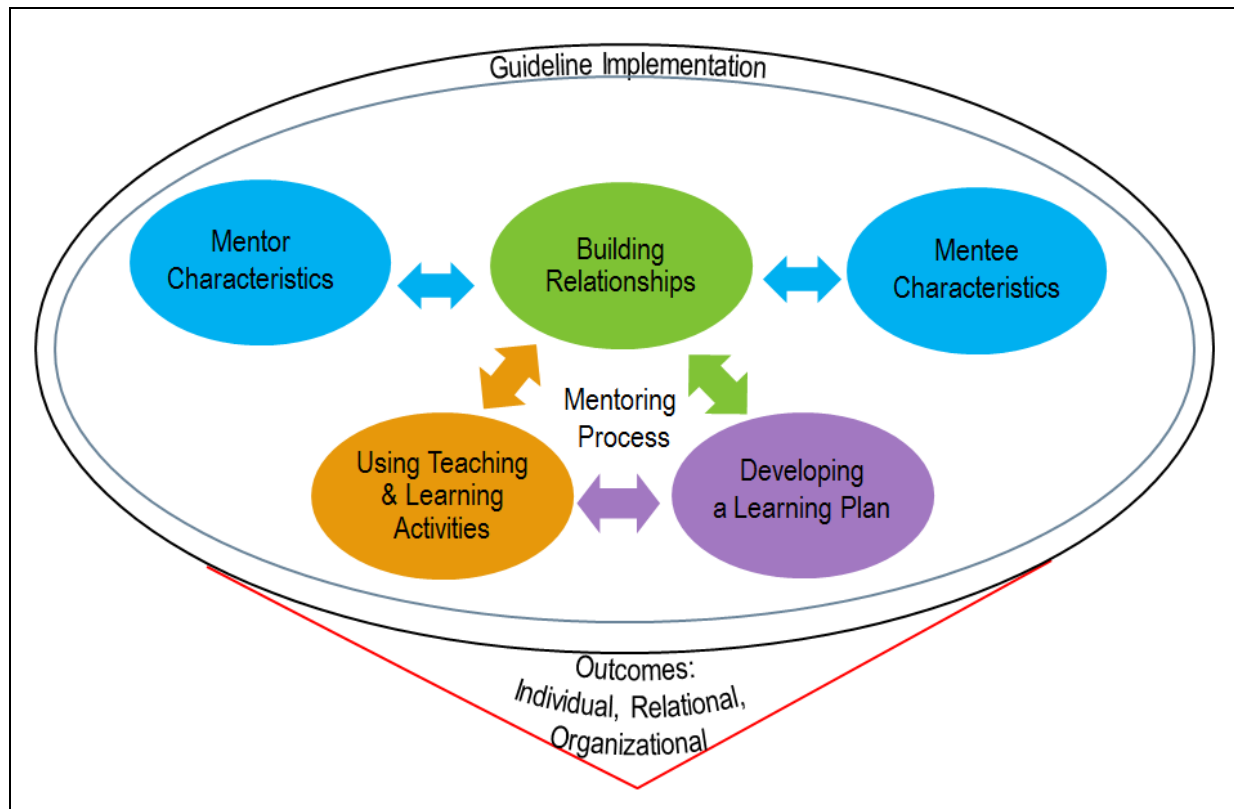 Guideline Implementation
Mentor
Characteristics
Building
Relationships
Mentee
Characteristics
Mentoring
Process
Using Teaching
& Learning
Activities
Developing
a Learning Plan
Outcomes:
Individual, Relational,
Organizational